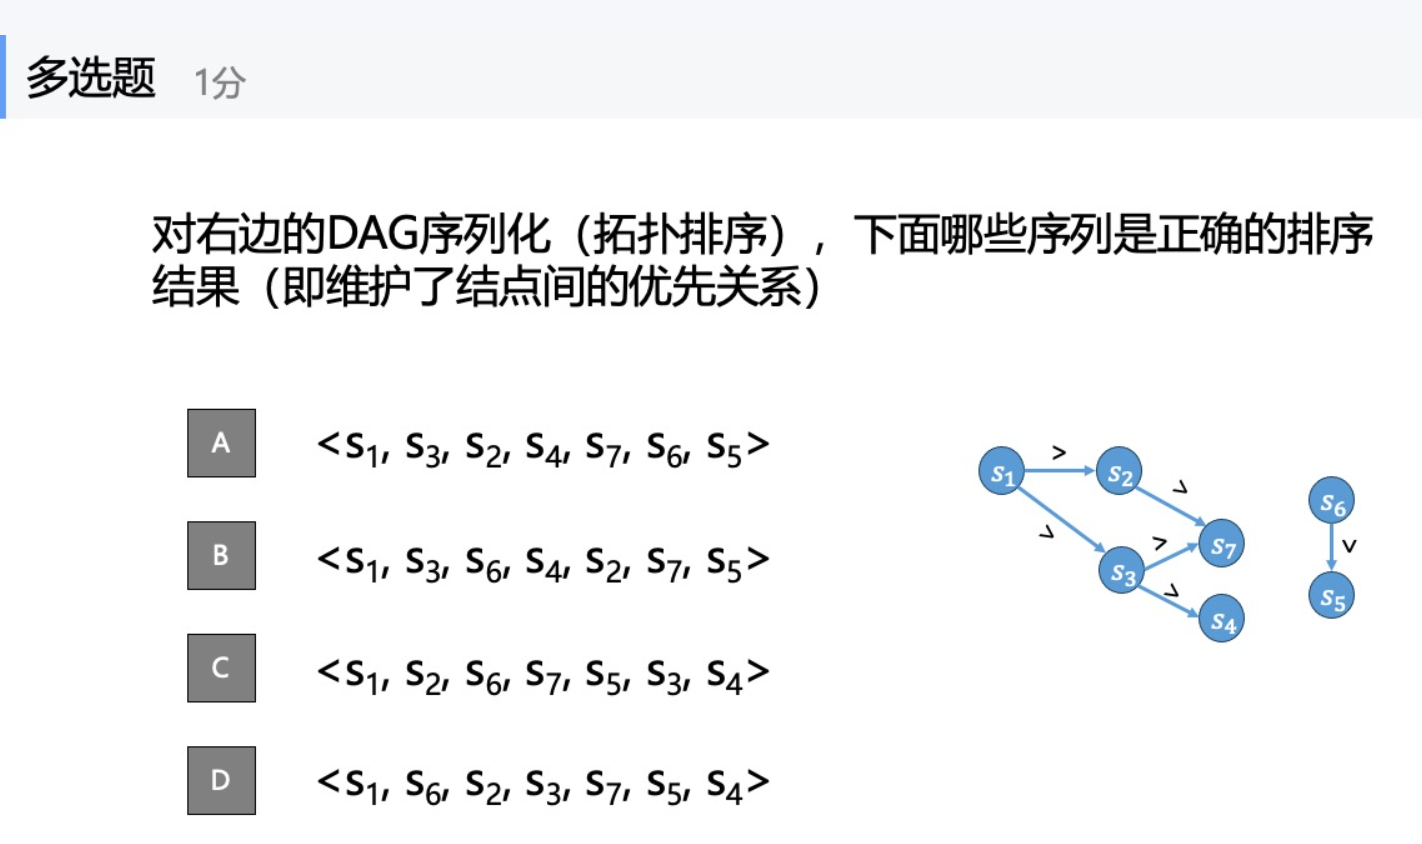 多选题 1分
对右边的DAG序列化（拓扑排序），下面哪些序列是正确的排序
结果（即维护了结点间的优先关系）
A <S₁, S₃, S₂, S₄, S₇, S₆, S₅>
B <S₁, S₃, S₆, S₄, S₂, S₇, S₅>
C <S₁, S₂, S₆, S₇, S₅, S₃, S₄>
D <S₁, S₆, S₂, S₃, S₇, S₅, S₄>
s₁ > s₂ >
> s₃ > s₇
> s₄
s₆
>
s₅